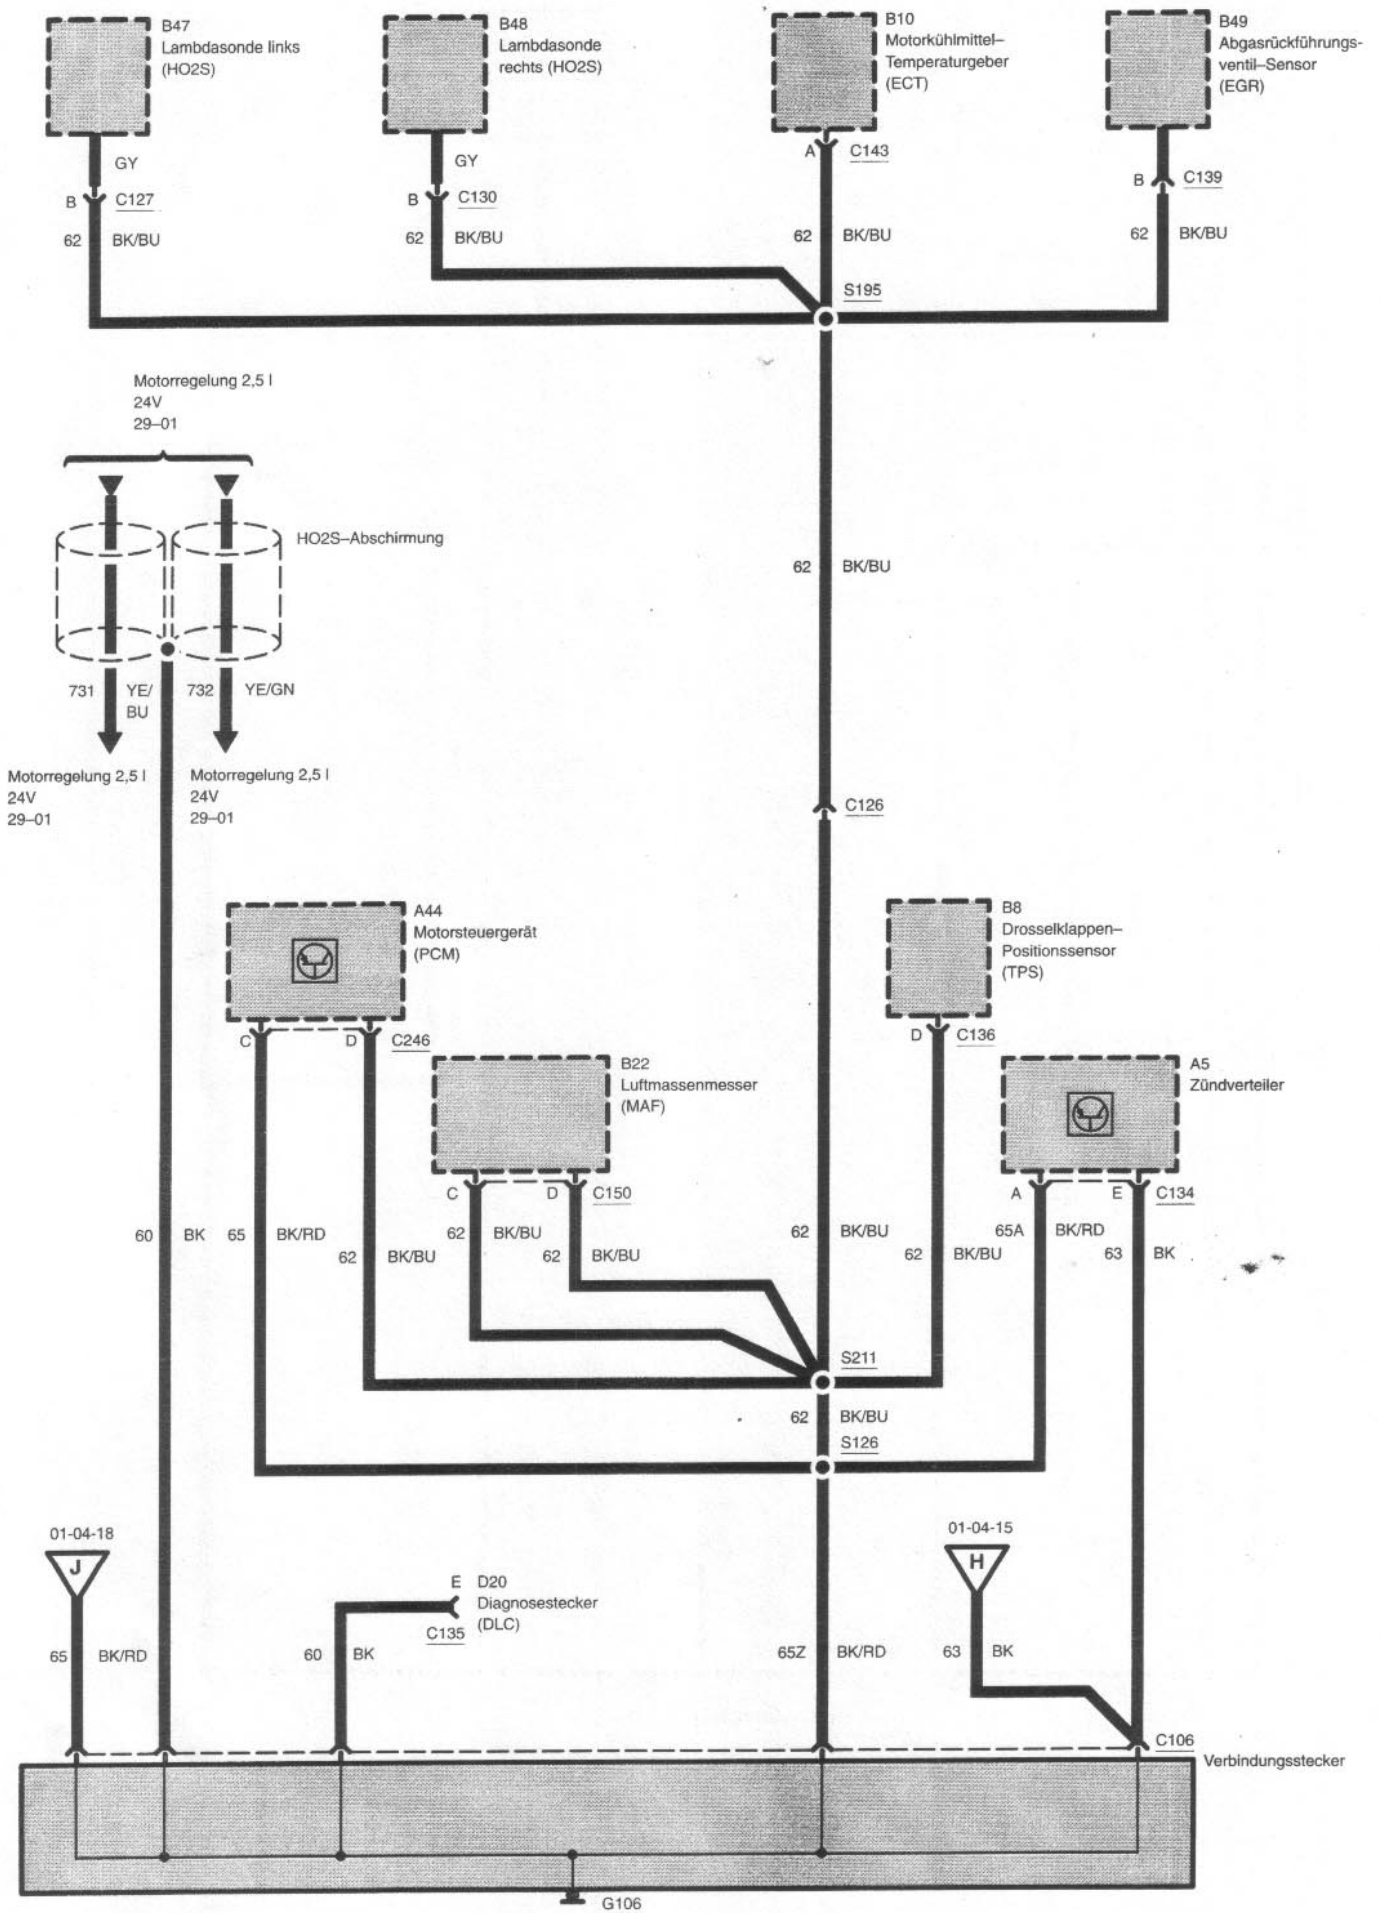 B47
Lambdasonde links
(HO2S)
B48
Lambdasonde
rechts (HO2S)
B10
Motorkühlmittel–
Temperaturgeber
(ECT)
B49
Abgasrückführungs-
ventil–Sensor
(EGR)
GY
GY
A C143
B C127
B C130
B C139
62 BK/BU
62 BK/BU
62 BK/BU
62 BK/BU
S195
Motorregelung 2,5 l
24V
29–01
HO2S–Abschirmung
62 BK/BU
731 YE/
BU
732 YE/GN
Motorregelung 2,5 l
24V
29–01
Motorregelung 2,5 l
24V
29–01
C126
A44
Motorsteuergerät
(PCM)
B8
Drosselklappen–
Positionssensor
(TPS)
C D C246
D C136
B22
Luftmassenmesser
(MAF)
A5
Zündverteiler
C D C150
A E C134
60 BK
65 BK/RD
62 BK/BU
62 BK/BU
62 BK/BU
62 BK/BU
62 BK/BU
65A BK/RD
63 BK
S211
62 BK/BU
S126
01-04-18
J
01-04-15
H
E D20
Diagnosestecker
(DLC)
C135
65 BK/RD
60 BK
65Z BK/RD
63 BK
C106
Verbindungsstecker
G106